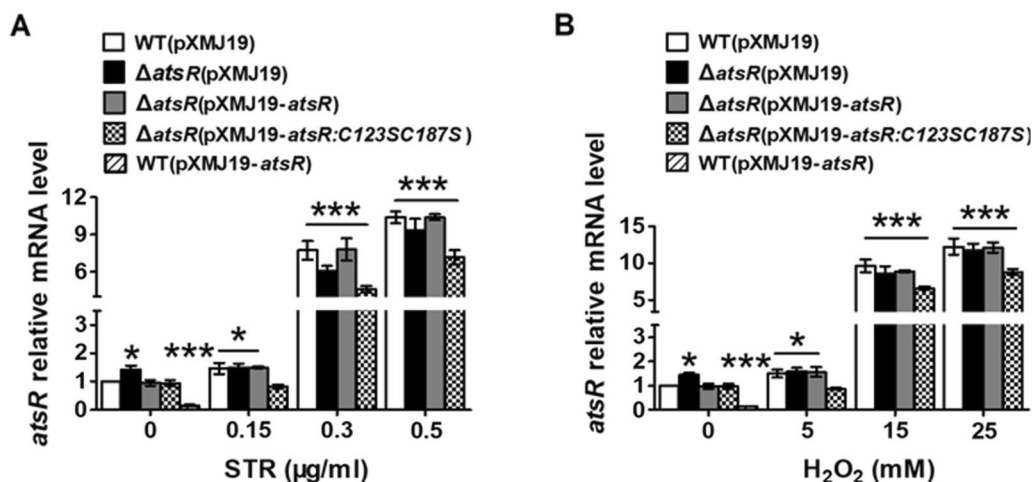 A
WT(pXMJ19)
ΔatsR(pXMJ19)
ΔatsR(pXMJ19-atsR)
ΔatsR(pXMJ19-atsR:C123SC187S)
WT(pXMJ19-atsR)
atsR relative mRNA level
12
9
6
3
2
1
0
* *** * *** ***
0 0.15 0.3 0.5
STR (µg/ml)
B
WT(pXMJ19)
ΔatsR(pXMJ19)
ΔatsR(pXMJ19-atsR)
ΔatsR(pXMJ19-atsR:C123SC187S)
WT(pXMJ19-atsR)
atsR relative mRNA level
15
10
5
3
2
1
0
* *** * *** ***
0 5 15 25
H₂O₂ (mM)